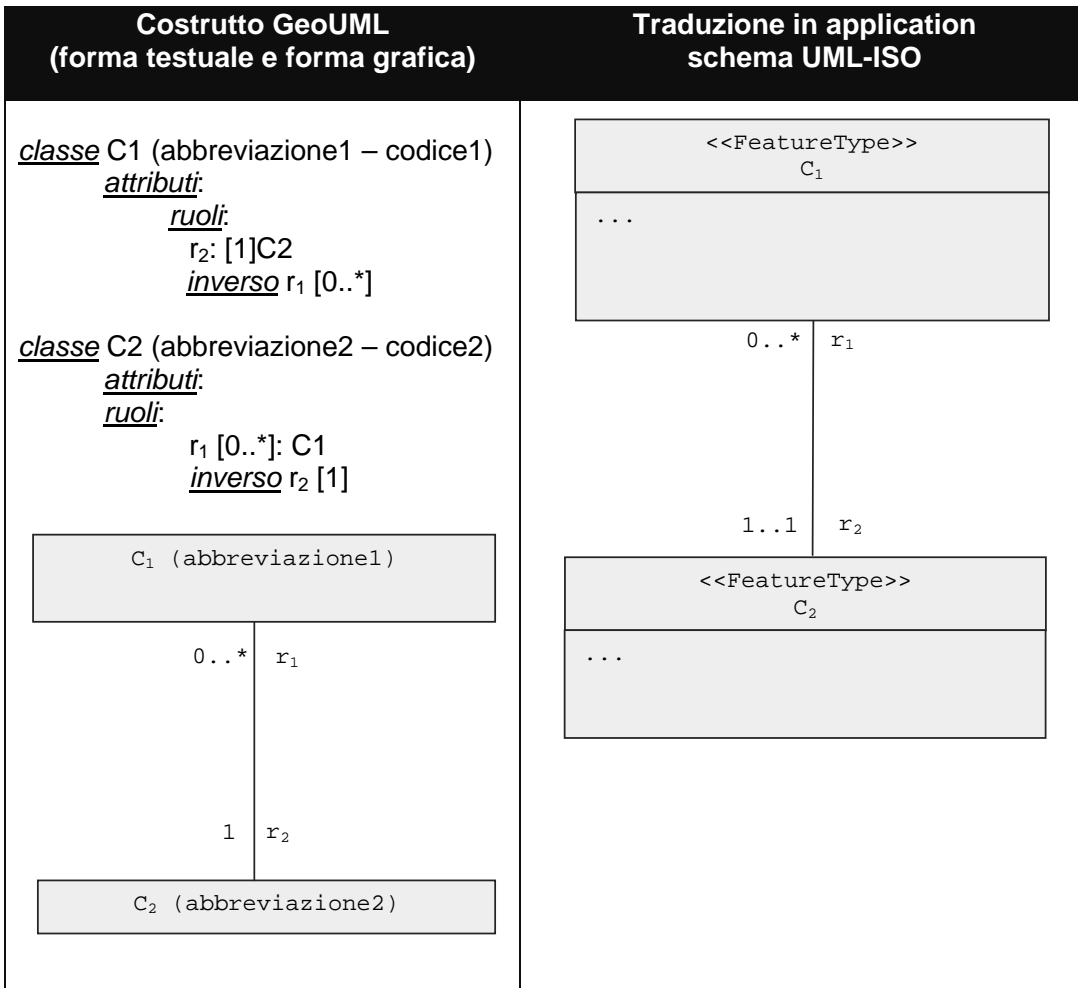 Costrutto GeoUML
(forma testuale e forma grafica)
Traduzione in application
schema UML-ISO
classe C1 (abbreviazione1 – codice1)
attributi:
ruoli:
r₂: [1]C2
inverso r₁ [0..*]
classe C2 (abbreviazione2 – codice2)
attributi:
ruoli:
r₁ [0..*]: C1
inverso r₂ [1]
C₁ (abbreviazione1)
0..* r₁
1 r₂
C₂ (abbreviazione2)
<<FeatureType>>
C₁
...
0..* r₁
1..1 r₂
<<FeatureType>>
C₂
...